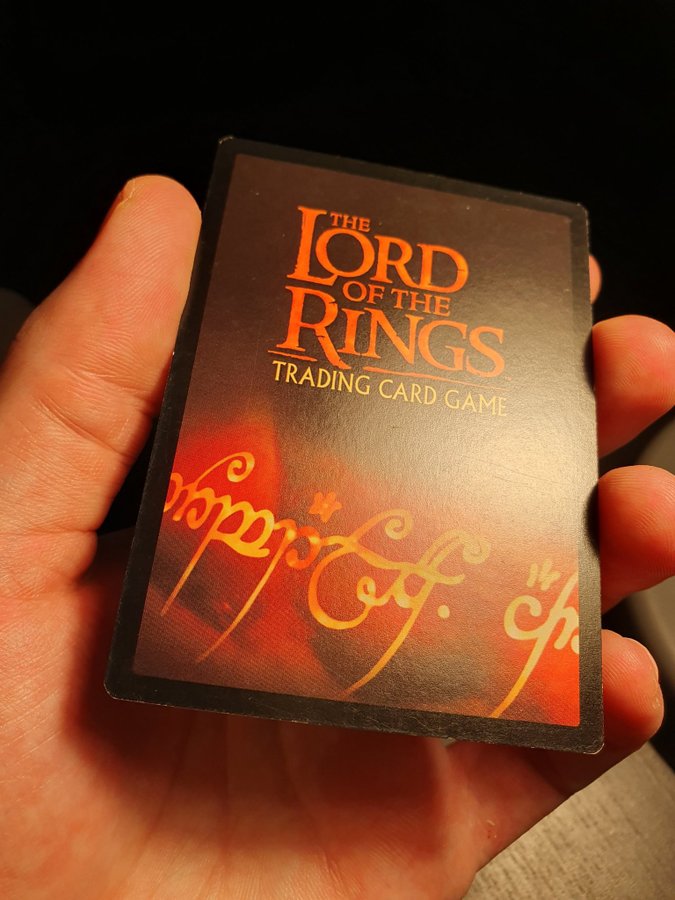 THE
LORD
OF THE
RINGS
TRADING CARD GAME